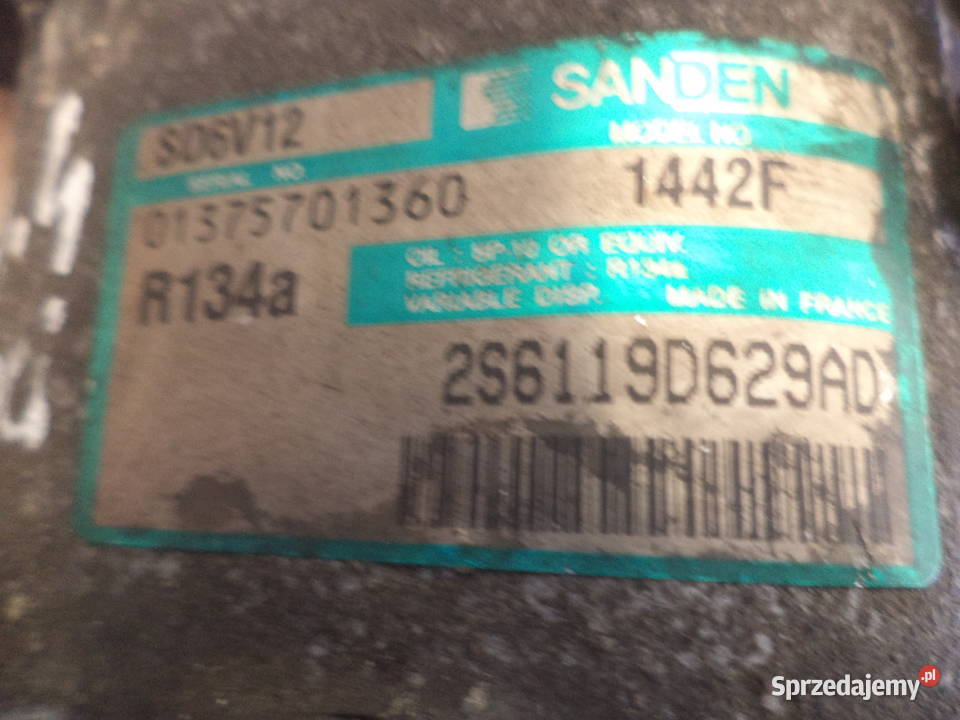 SANDEN
SD6V12
MODEL NO
SERIAL NO
01375701360
1442F
R134a
OIL : SP-10 OR EQUIV.
REFRIGERANT : R134a
VARIABLE DISP. MADE IN FRANCE
2S6119D629AD
Sprzedajemy.pl